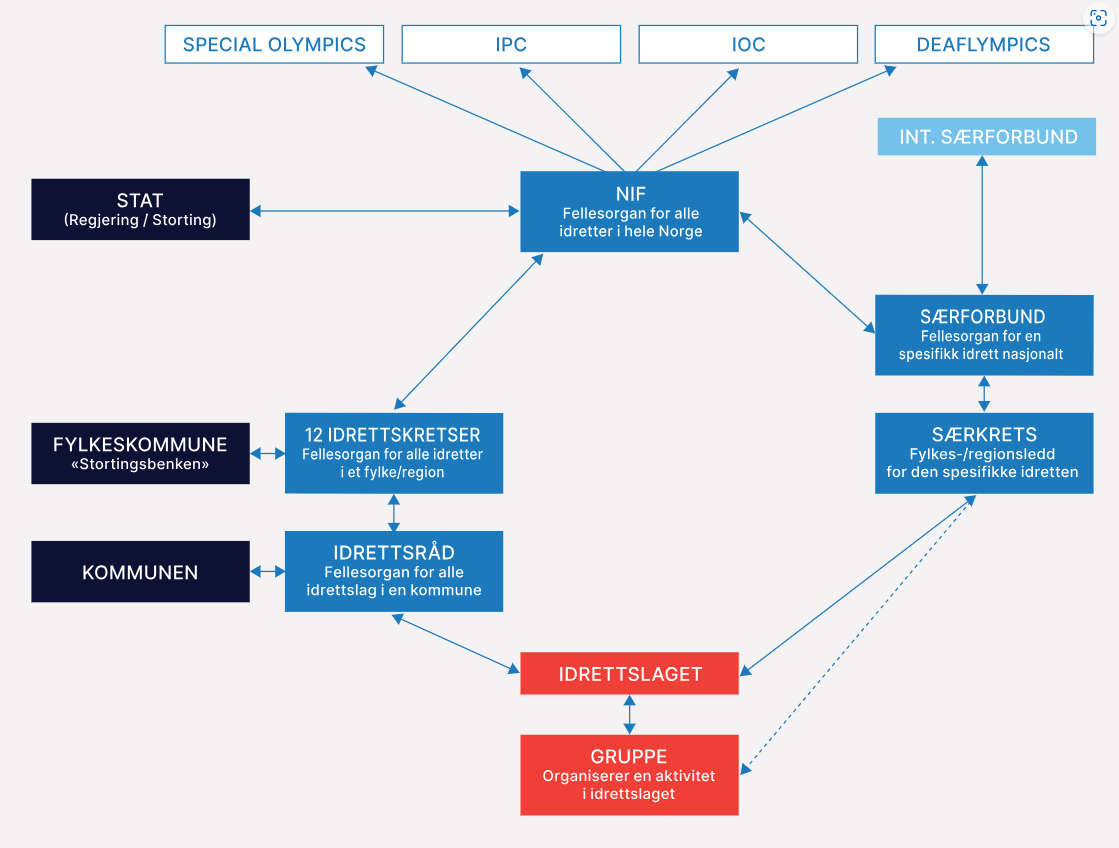 SPECIAL OLYMPICS
IPC
IOC
DEAFLYMPICS
INT. SÆRFORBUND
STAT
(Regjering / Storting)
NIF
Fellesorgan for alle
idretter i hele Norge
SÆRFORBUND
Fellesorgan for en
spesifikk idrett nasjonalt
FYLKESKOMMUNE
«Stortingsbenken»
12 IDRETTSKRETSER
Fellesorgan for alle idretter
i et fylke/region
SÆRKRETS
Fylkes-/regionsledd
for den spesifikke idretten
KOMMUNEN
IDRETTSRÅD
Fellesorgan for alle
idrettslag i en kommune
IDRETTSLAGET
GRUPPE
Organiserer en aktivitet
i idrettslaget